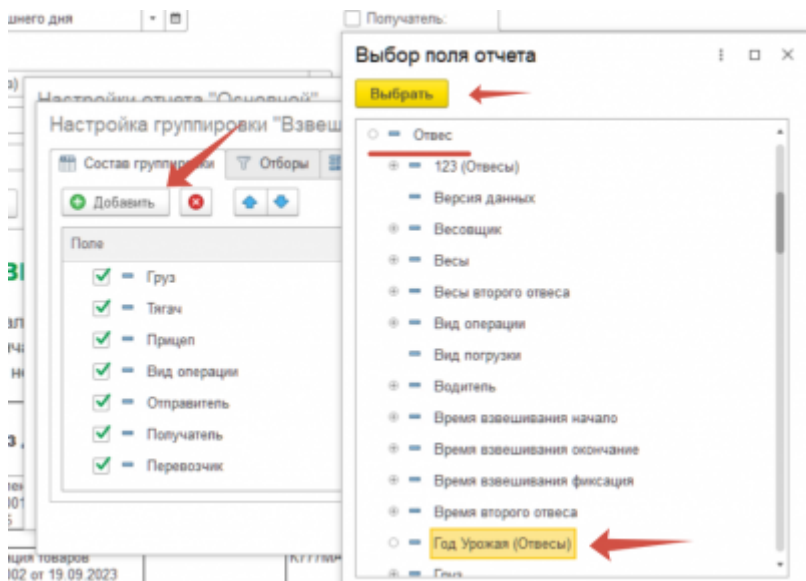 шнего дня
Получатель:
Выбор поля отчета
Выбрать
Настройки отчета "Основной"
Настройка группировки "Взвеш
Состав группировки
Отборы
Добавить
Поле
Груз
Тягач
Прицеп
Вид операции
Отправитель
Получатель
Перевозчик
Отвес
123 (Отвесы)
Версия данных
Весовщик
Весы
Весы второго отвеса
Вид операции
Вид погрузки
Водитель
Время взвешивания начало
Время взвешивания окончание
Время взвешивания фиксация
Время второго отвеса
Год Урожая (Отвесы)
Груз
ция товаров
002 от 19.09.2023